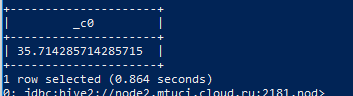 +--------------------+
| _c0 |
+--------------------+
| 35.714285714285715 |
+--------------------+
1 row selected (0.864 seconds)
0: jdbc:hive2://node2.mtuci.cloud.ru:2181,nod>